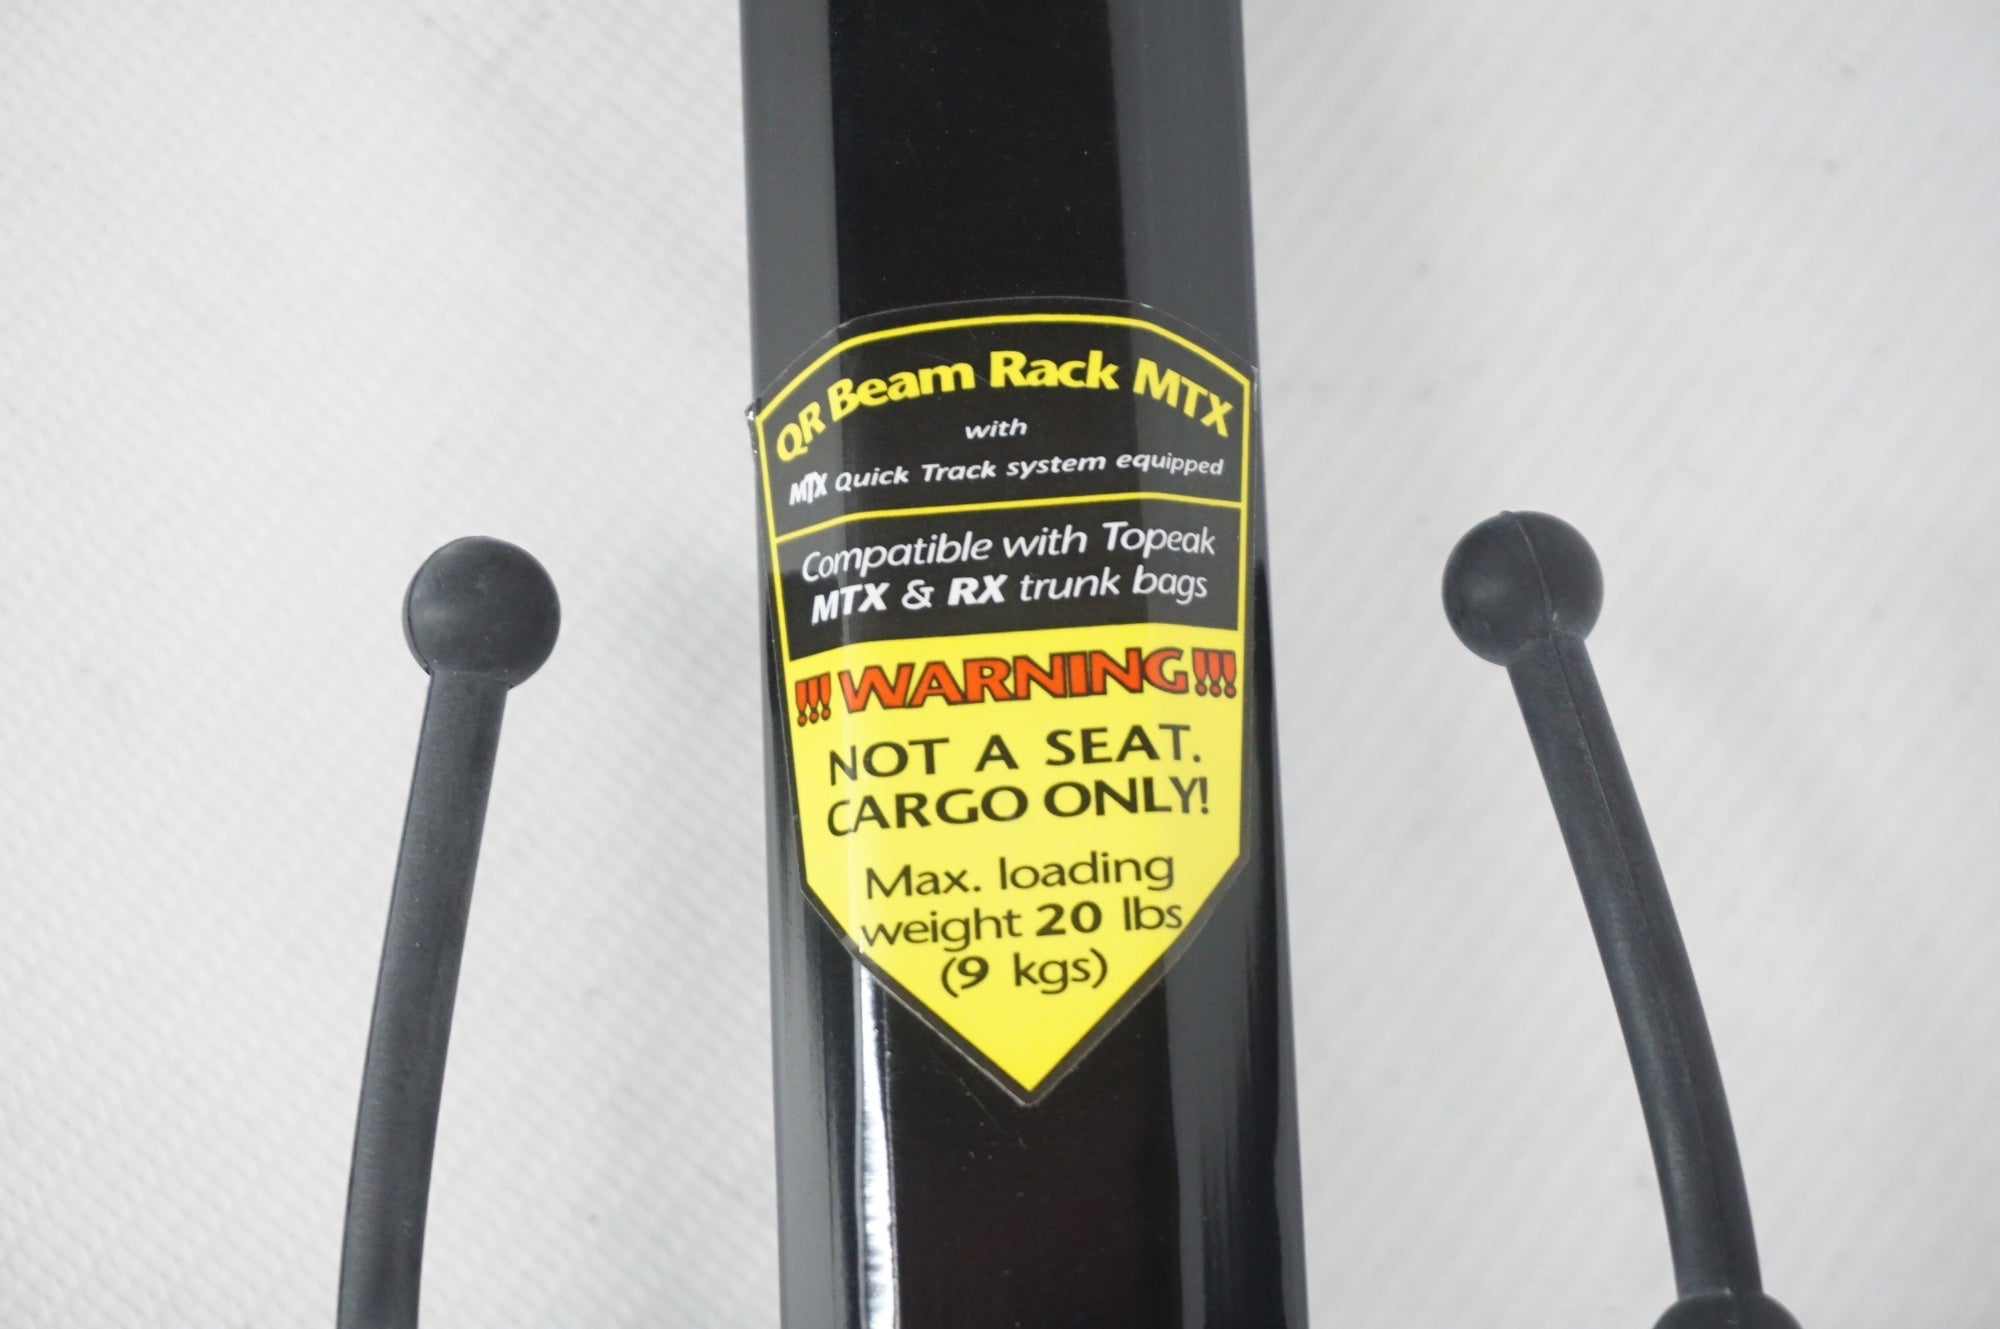 QR Beam Rack MTX
with
MTX Quick Track system equipped
Compatible with Topeak
MTX & RX trunk bags
!!! WARNING !!!
NOT A SEAT.
CARGO ONLY!
Max. loading
weight 20 lbs
(9 kgs)